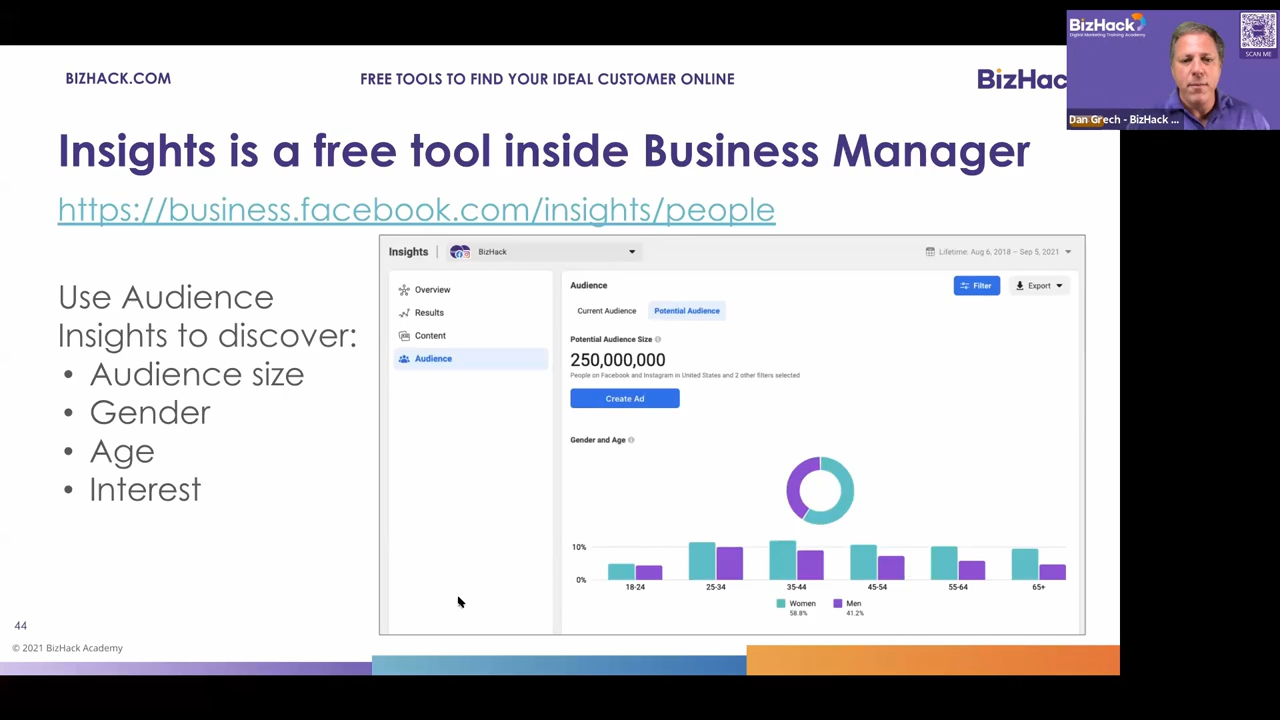 BIZHACK.COM
FREE TOOLS TO FIND YOUR IDEAL CUSTOMER ONLINE
BizHac
BizHack
Digital Marketing Training Academy
SCAN ME
Dan Grech - BizHack ...
Insights is a free tool inside Business Manager
https://business.facebook.com/insights/people
Use Audience
Insights to discover:
• Audience size
• Gender
• Age
• Interest
Insights
BizHack
Lifetime: Aug 6, 2018 – Sep 5, 2021
Overview
Results
Content
Audience
Audience
Filter
Export
Current Audience
Potential Audience
Potential Audience Size
250,000,000
People on Facebook and Instagram in United States and 2 other filters selected
Create Ad
Gender and Age
10%
0%
18-24 25-34 35-44 45-54 55-64 65+
Women Men
58.8% 41.2%
44
© 2021 BizHack Academy